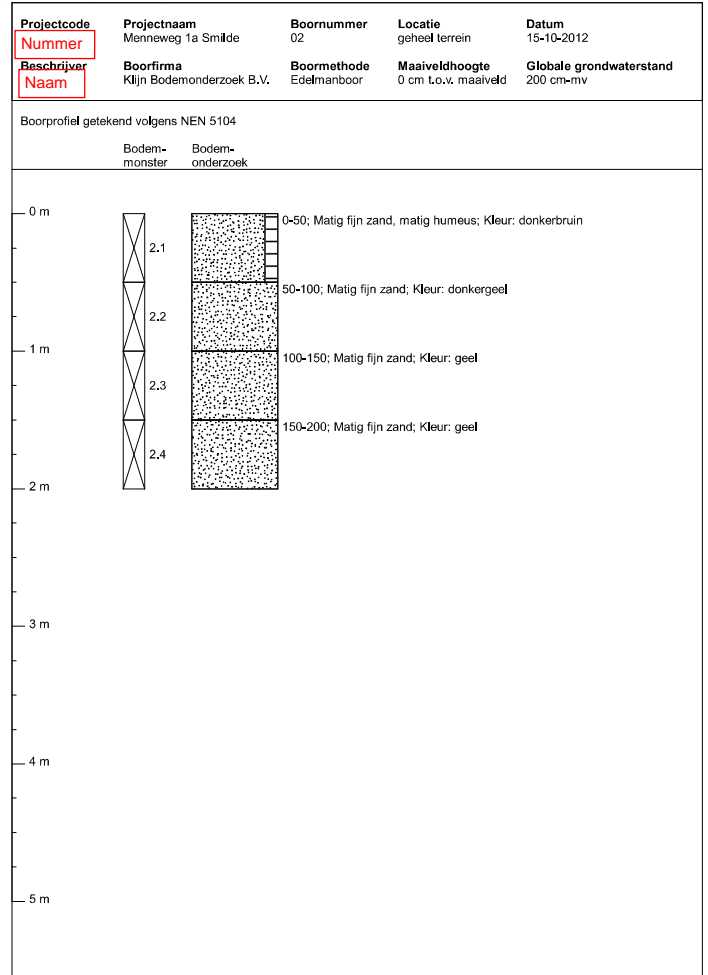 Projectcode Projectnaam Boornummer Locatie Datum
Nummer Menneweg 1a Smilde 02 geheel terrein 15-10-2012
Beschrijver Boorfirma Boormethode Maaiveldhoogte Globale grondwaterstand
Naam Klijn Bodemonderzoek B.V. Edelmanboor 0 cm t.o.v. maaiveld 200 cm-mv
Boorprofiel getekend volgens NEN 5104
Bodem- Bodem-
monster onderzoek
0 m
0-50; Matig fijn zand, matig humeus; Kleur: donkerbruin
2.1
50-100; Matig fijn zand; Kleur: donkergeel
2.2
1 m
100-150; Matig fijn zand; Kleur: geel
2.3
150-200; Matig fijn zand; Kleur: geel
2.4
2 m
3 m
4 m
5 m